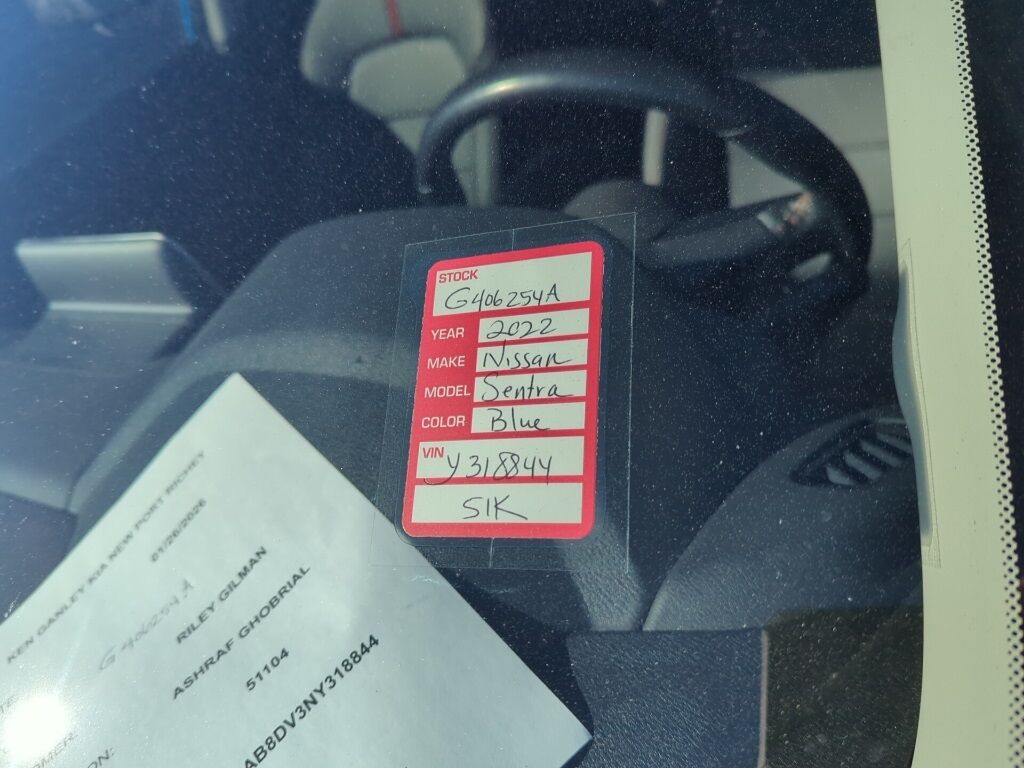 STOCK
G406254A
YEAR 2022
MAKE Nissan
MODEL Sentra
COLOR Blue
VIN Y318844
51K
KEN GANLEY KIA NEW PORT RICHEY
01/26/2026
G406254A
RILEY GILMAN
ASHRAF GHOBRIAL
51104
AB8DV3NY318844